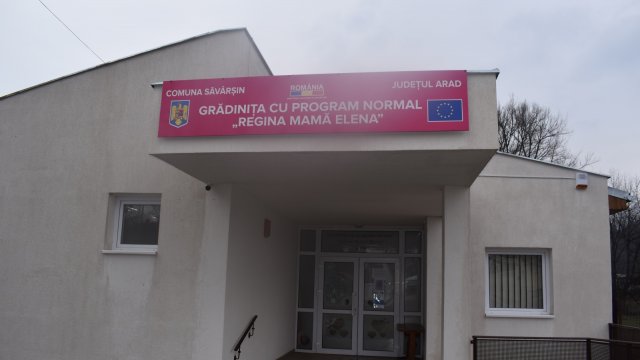 COMUNA SĂVÂRȘIN
ROMÂNIA
JUDEȚUL ARAD
GRĂDINIȚA CU PROGRAM NORMAL
„REGINA MAMĂ ELENA”